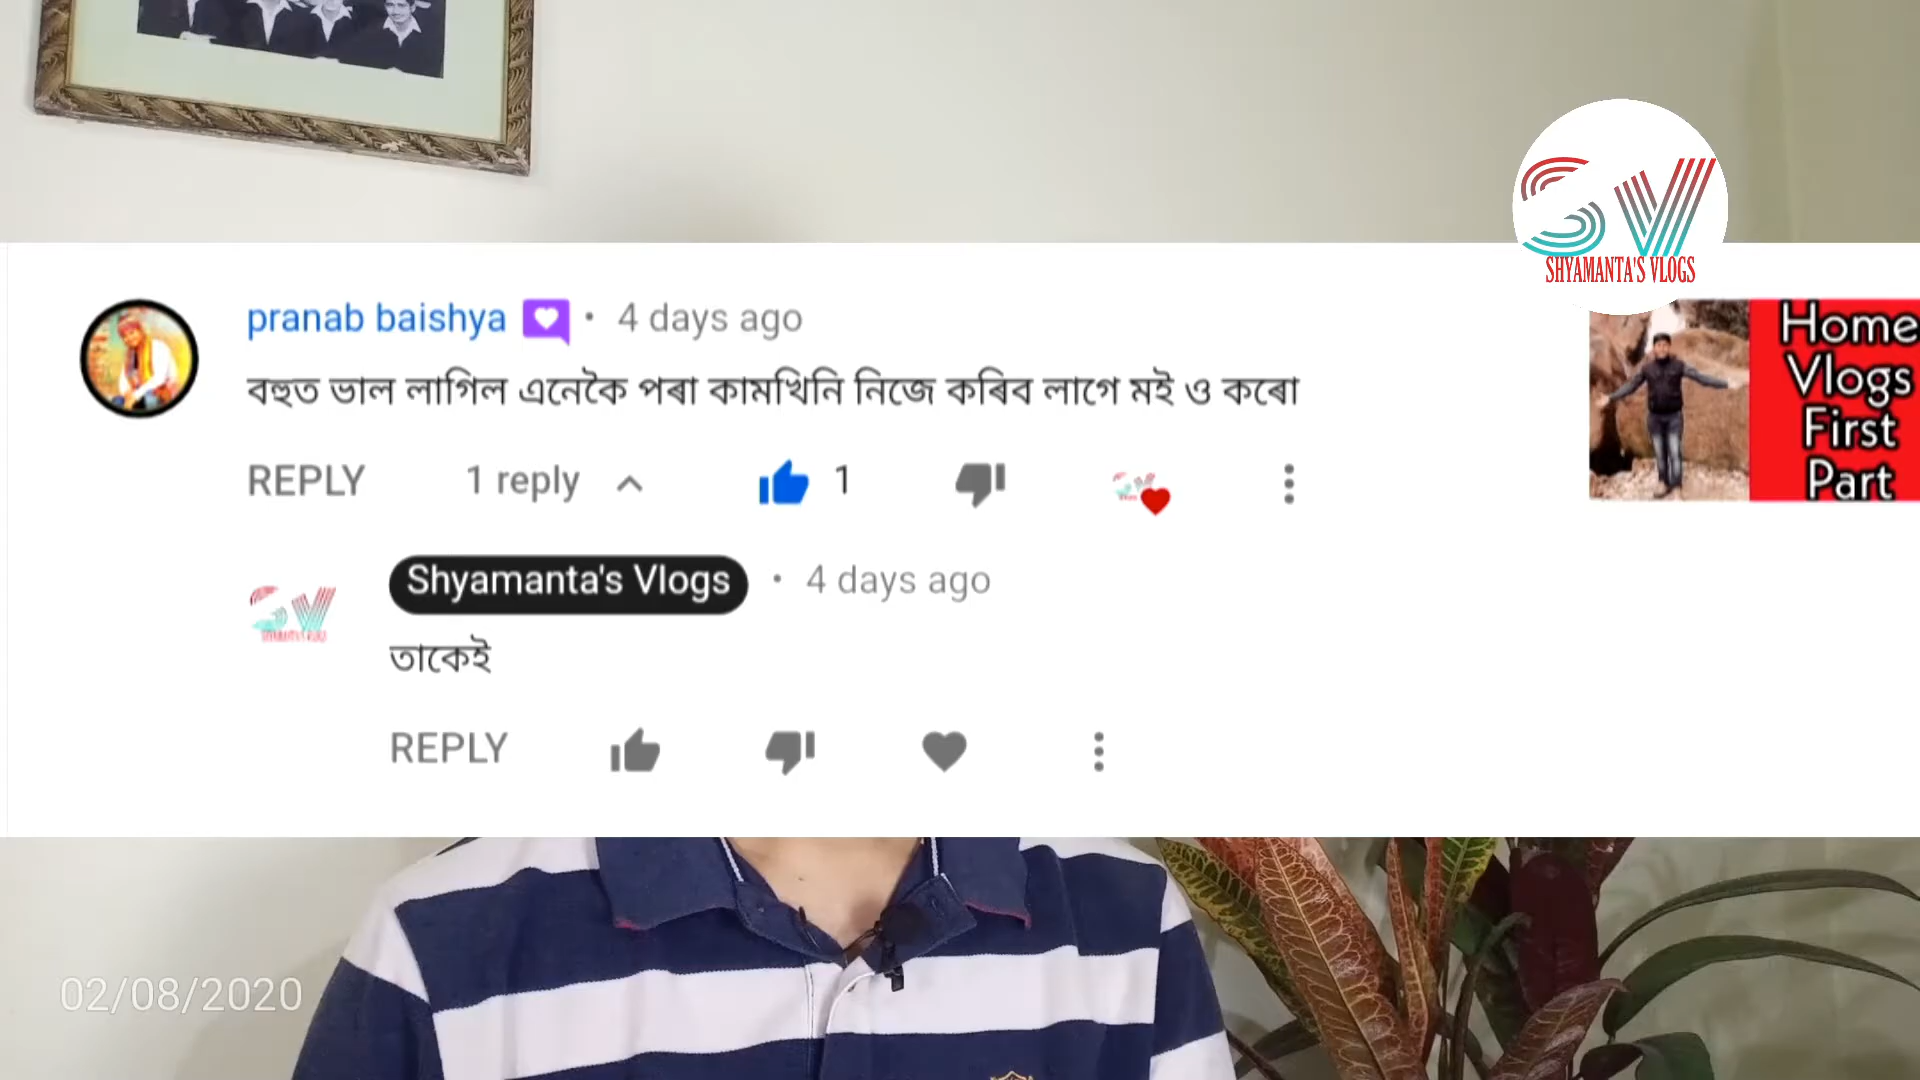 SHYAMANTA'S VLOGS
pranab baishya • 4 days ago
বহুত ভাল লাগিল এনেকৈ পৰা কামখিনি নিজে কৰিব লাগে মই ও কৰো
REPLY 1 reply 1
Home
Vlogs
First
Part
Shyamanta's Vlogs • 4 days ago
তাকেই
REPLY
02/08/2020